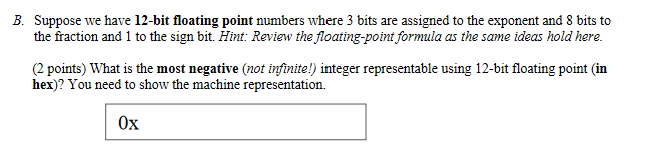 B. Suppose we have 12-bit floating point numbers where 3 bits are assigned to the exponent and 8 bits to
the fraction and 1 to the sign bit. Hint: Review the floating-point formula as the same ideas hold here.
(2 points) What is the most negative (not infinite!) integer representable using 12-bit floating point (in
hex)? You need to show the machine representation.
0x